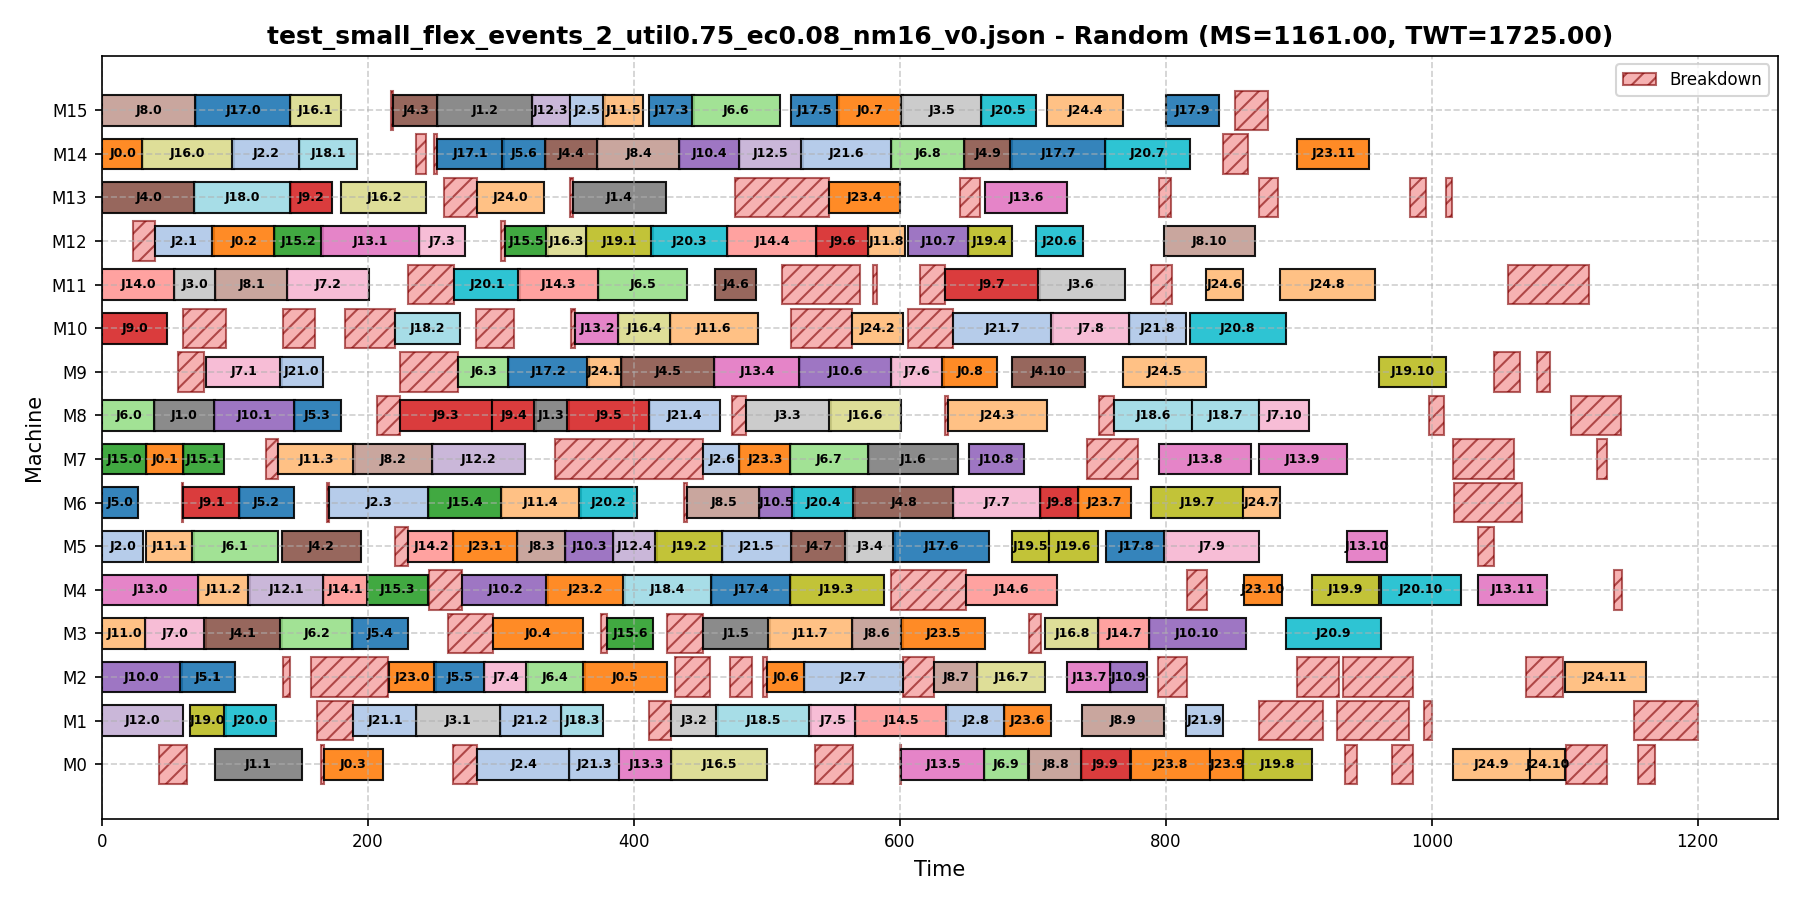 test_small_flex_events_2_util0.75_ec0.08_nm16_v0.json - Random (MS=1161.00, TWT=1725.00)
Breakdown
M15 J8.0 J17.0 J16.1 J4.3 J1.2 J12.3 J2.5 J11.5 J17.3 J6.6 J17.5 J0.7 J3.5 J20.5 J24.4 J17.9
M14 J0.0 J16.0 J2.2 J18.1 J17.1 J5.6 J4.4 J8.4 J10.4 J12.5 J21.6 J6.8 J4.9 J17.7 J20.7 J23.11
M13 J4.0 J18.0 J9.2 J16.2 J24.0 J1.4 J23.4 J13.6
M12 J2.1 J0.2 J15.2 J13.1 J7.3 J15.5 J16.3 J19.1 J20.3 J14.4 J9.6 J11.8 J10.7 J19.4 J20.6 J8.10
M11 J14.0 J3.0 J8.1 J7.2 J20.1 J14.3 J6.5 J4.6 J9.7 J3.6 J24.6 J24.8
M10 J9.0 J18.2 J13.2 J16.4 J11.6 J24.2 J21.7 J7.8 J21.8 J20.8
M9 J7.1 J21.0 J6.3 J17.2 J24.1 J4.5 J13.4 J10.6 J7.6 J0.8 J4.10 J24.5 J19.10
M8 J6.0 J1.0 J10.1 J5.3 J9.3 J9.4 J1.3 J9.5 J21.4 J3.3 J16.6 J24.3 J18.6 J18.7 J7.10
M7 J15.0 J0.1 J15.1 J11.3 J8.2 J12.2 J2.6 J23.3 J6.7 J1.6 J10.8 J13.8 J13.9
M6 J5.0 J9.1 J5.2 J2.3 J15.4 J11.4 J20.2 J8.5 J10.5 J20.4 J4.8 J7.7 J9.8 J23.7 J19.7 J24.7
M5 J2.0 J11.1 J6.1 J4.2 J14.2 J23.1 J8.3 J10.3 J12.4 J19.2 J21.5 J4.7 J3.4 J17.6 J19.5 J19.6 J17.8 J7.9 J13.10
M4 J13.0 J11.2 J12.1 J14.1 J15.3 J10.2 J23.2 J18.4 J17.4 J19.3 J14.6 J23.10 J19.9 J20.10 J13.11
M3 J11.0 J7.0 J4.1 J6.2 J5.4 J0.4 J15.6 J1.5 J11.7 J8.6 J23.5 J16.8 J14.7 J10.10 J20.9
M2 J10.0 J5.1 J23.0 J5.5 J7.4 J6.4 J0.5 J0.6 J2.7 J8.7 J16.7 J13.7 J10.9 J24.11
M1 J12.0 J19.0 J20.0 J21.1 J3.1 J21.2 J18.3 J3.2 J18.5 J7.5 J14.5 J2.8 J23.6 J8.9 J21.9
M0 J1.1 J0.3 J2.4 J21.3 J13.3 J16.5 J13.5 J6.9 J8.8 J9.9 J23.8 J23.9 J19.8 J24.9 J24.10
Machine
0 200 400 600 800 1000 1200
Time